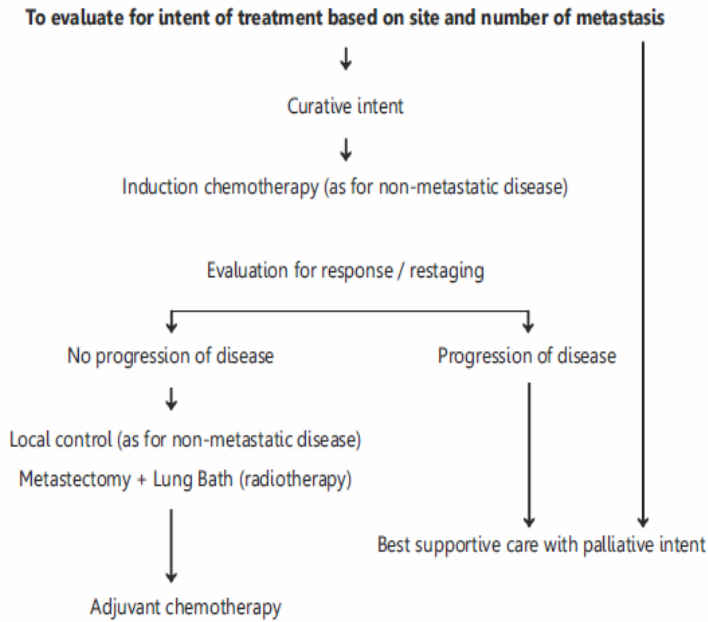 To evaluate for intent of treatment based on site and number of metastasis
Curative intent
Induction chemotherapy (as for non-metastatic disease)
Evaluation for response / restaging
No progression of disease
Progression of disease
Local control (as for non-metastatic disease)
Metastectomy + Lung Bath (radiotherapy)
Best supportive care with palliative intent
Adjuvant chemotherapy